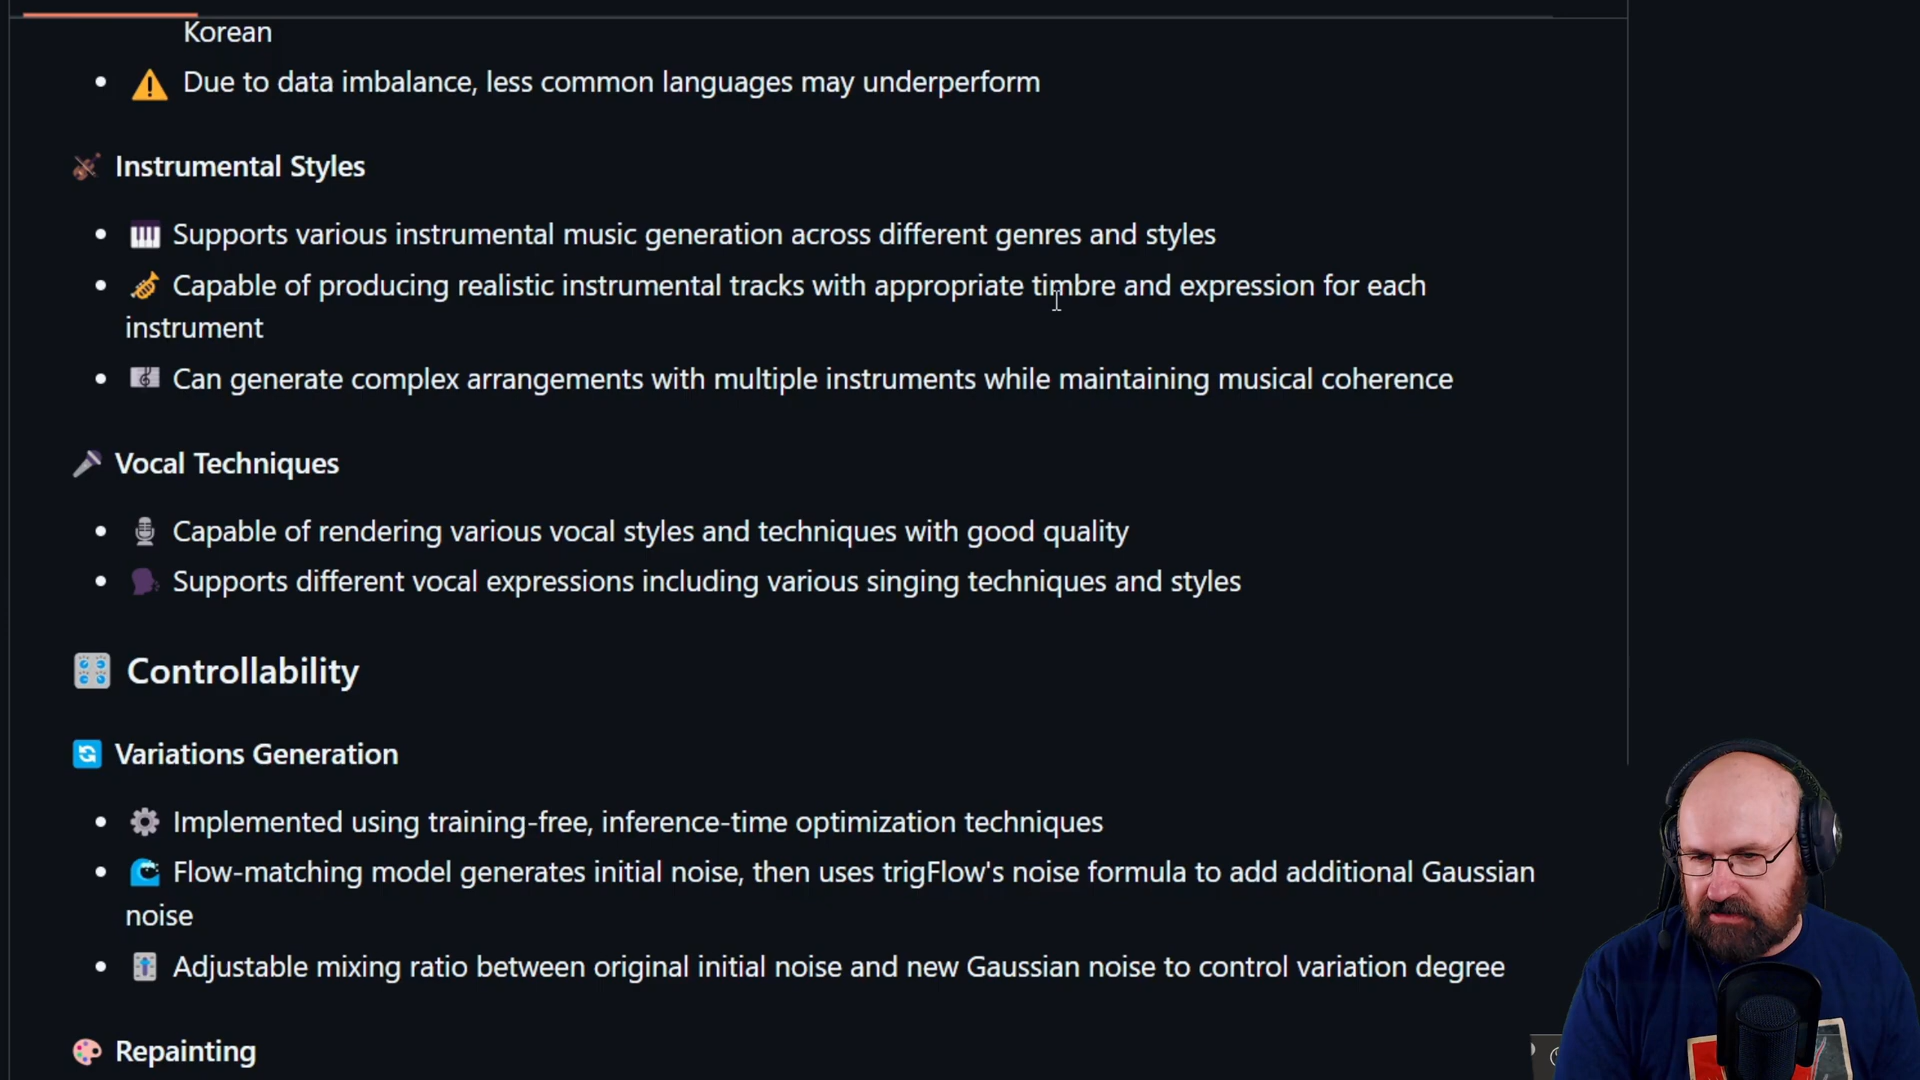 Korean
Due to data imbalance, less common languages may underperform
Instrumental Styles
Supports various instrumental music generation across different genres and styles
Capable of producing realistic instrumental tracks with appropriate timbre and expression for each
instrument
Can generate complex arrangements with multiple instruments while maintaining musical coherence
Vocal Techniques
Capable of rendering various vocal styles and techniques with good quality
Supports different vocal expressions including various singing techniques and styles
Controllability
Variations Generation
Implemented using training-free, inference-time optimization techniques
Flow-matching model generates initial noise, then uses trigFlow's noise formula to add additional Gaussian
noise
Adjustable mixing ratio between original initial noise and new Gaussian noise to control variation degree
Repainting